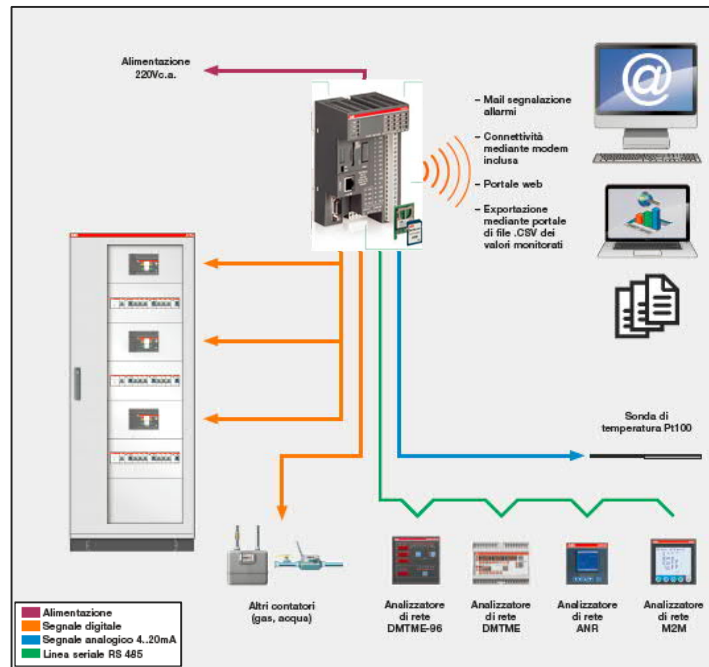 Alimentazione
220Vc.a.
– Mail segnalazione
allarmi
– Connettività
mediante modem
inclusa
– Portale web
– Exportazione
mediante portale
di file .CSV dei
valori monitorati
@
Sonda di
temperatura Pt100
Altri contatori
(gas, acqua)
Analizzatore
di rete
DMTME-96
Analizzatore
di rete
DMTME
Analizzatore
di rete
ANR
Analizzatore
di rete
M2M
Alimentazione
Segnale digitale
Segnale analogico 4..20mA
Linea seriale RS 485